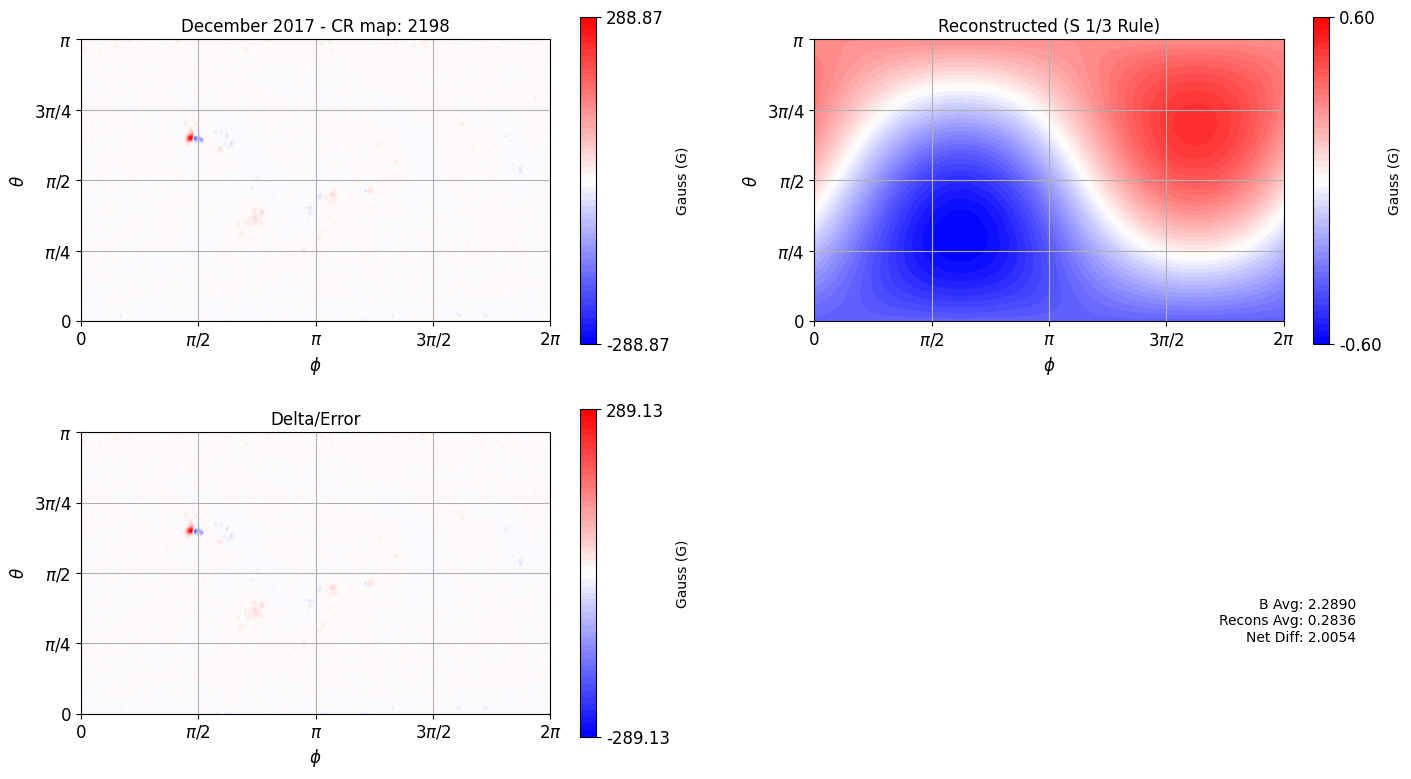 December 2017 - CR map: 2198
π
3π/4
π/2
π/4
0
θ
0
π/2
π
3π/2
2π
ϕ
288.87
-288.87
Gauss (G)
Reconstructed (S 1/3 Rule)
π
3π/4
π/2
π/4
0
θ
0
π/2
π
3π/2
2π
ϕ
0.60
-0.60
Gauss (G)
Delta/Error
π
3π/4
π/2
π/4
0
θ
0
π/2
π
3π/2
2π
ϕ
289.13
-289.13
Gauss (G)
B Avg: 2.2890
Recons Avg: 0.2836
Net Diff: 2.0054